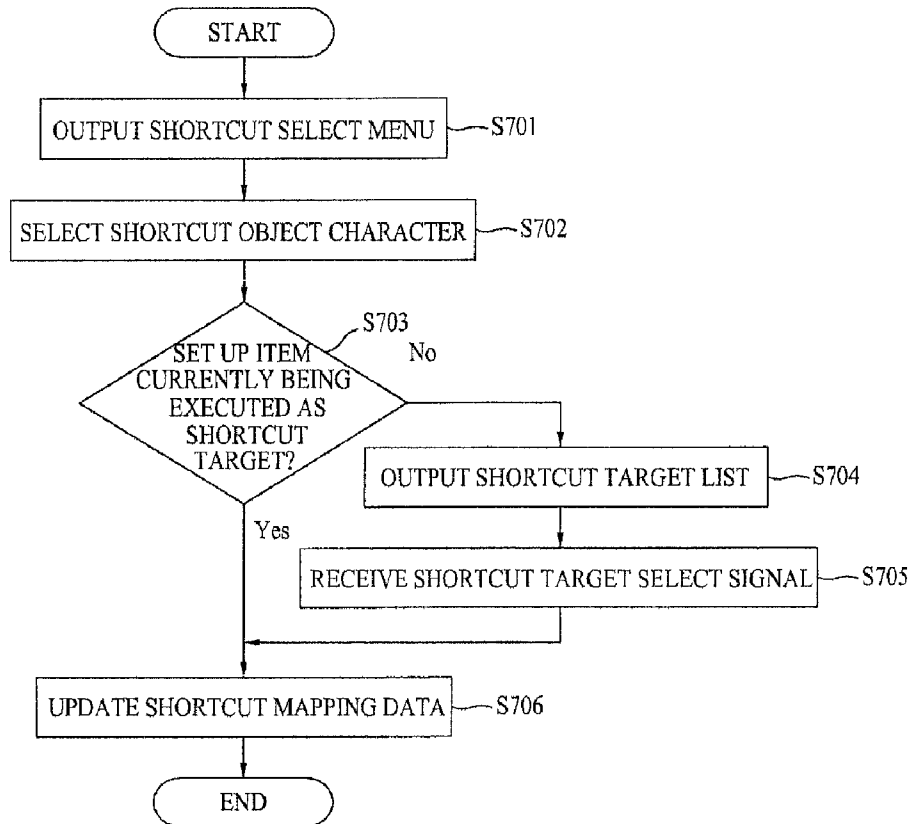 START
OUTPUT SHORTCUT SELECT MENU
S701
SELECT SHORTCUT OBJECT CHARACTER
S702
S703
SET UP ITEM
CURRENTLY BEING
EXECUTED AS
SHORTCUT
TARGET?
No
OUTPUT SHORTCUT TARGET LIST
S704
Yes
RECEIVE SHORTCUT TARGET SELECT SIGNAL
S705
UPDATE SHORTCUT MAPPING DATA
S706
END